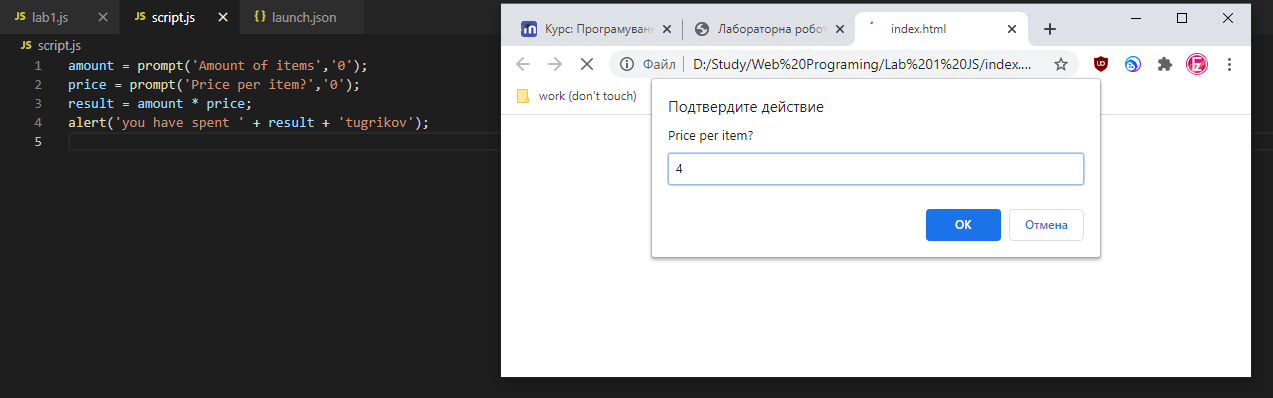 JS lab1.js
JS script.js
{} launch.json
JS script.js
1 amount = prompt('Amount of items','0');
2 price = prompt('Price per item?','0');
3 result = amount * price;
4 alert('you have spent ' + result + 'tugrikov');
5
Курс: Програмуван
Лабораторна робот
index.html
Файл | D:/Study/Web%20Programing/Lab%201%20JS/index....
work (don't touch)
Подтвердите действие
Price per item?
4
ОК
Отмена